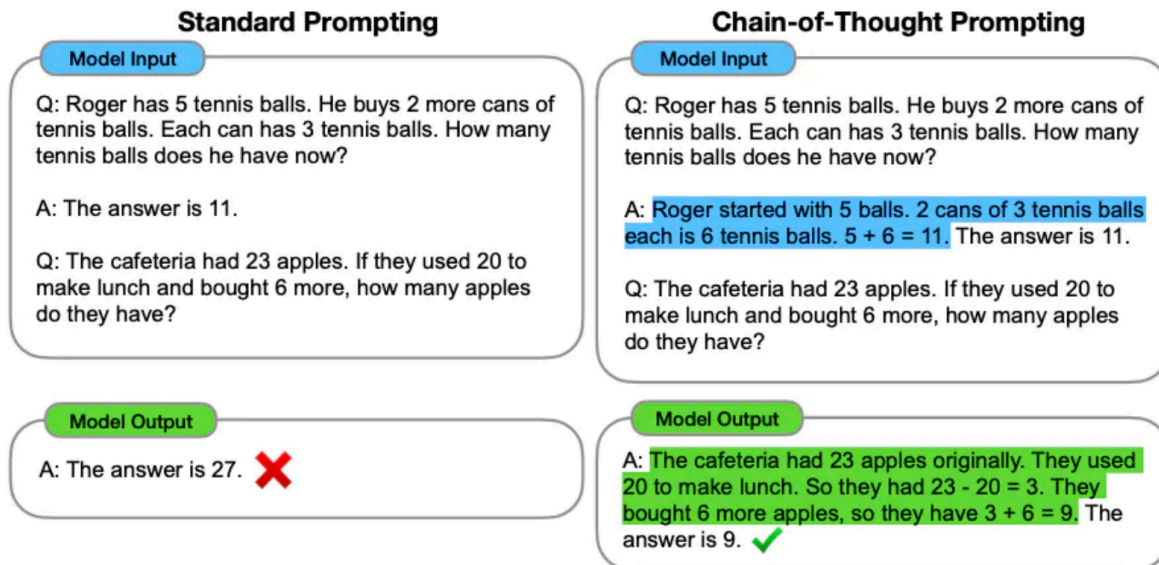 Standard Prompting
Model Input
Q: Roger has 5 tennis balls. He buys 2 more cans of
tennis balls. Each can has 3 tennis balls. How many
tennis balls does he have now?
A: The answer is 11.
Q: The cafeteria had 23 apples. If they used 20 to
make lunch and bought 6 more, how many apples
do they have?
Model Output
A: The answer is 27.
Chain-of-Thought Prompting
Model Input
Q: Roger has 5 tennis balls. He buys 2 more cans of
tennis balls. Each can has 3 tennis balls. How many
tennis balls does he have now?
A: Roger started with 5 balls. 2 cans of 3 tennis balls
each is 6 tennis balls. 5 + 6 = 11. The answer is 11.
Q: The cafeteria had 23 apples. If they used 20 to
make lunch and bought 6 more, how many apples
do they have?
Model Output
A: The cafeteria had 23 apples originally. They used
20 to make lunch. So they had 23 - 20 = 3. They
bought 6 more apples, so they have 3 + 6 = 9. The
answer is 9.